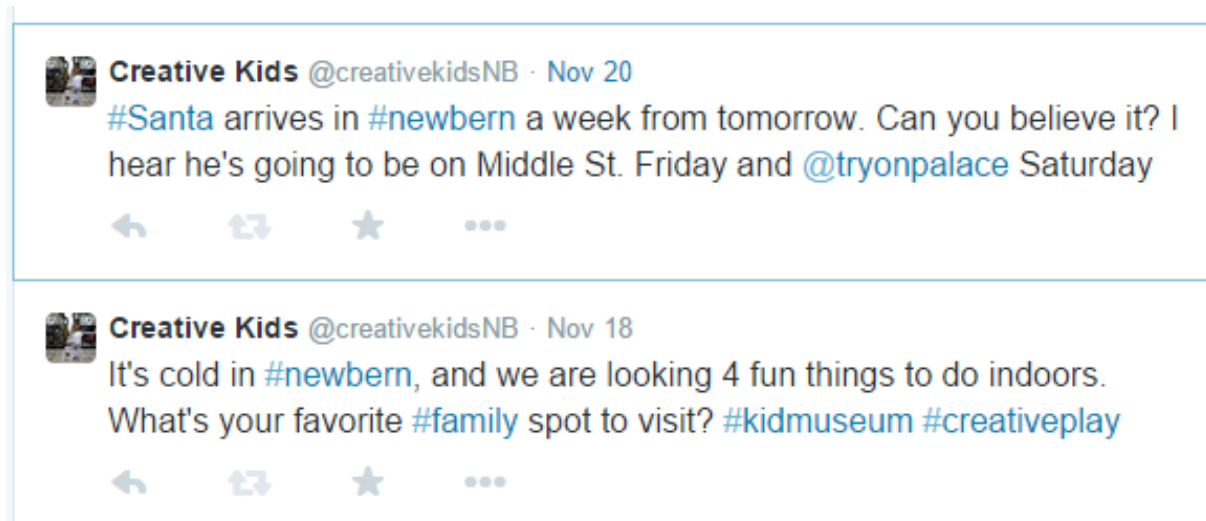 Creative Kids @creativekidsNB · Nov 20
#Santa arrives in #newbern a week from tomorrow. Can you believe it? I
hear he's going to be on Middle St. Friday and @tryonpalace Saturday
Creative Kids @creativekidsNB · Nov 18
It's cold in #newbern, and we are looking 4 fun things to do indoors.
What's your favorite #family spot to visit? #kidmuseum #creativeplay